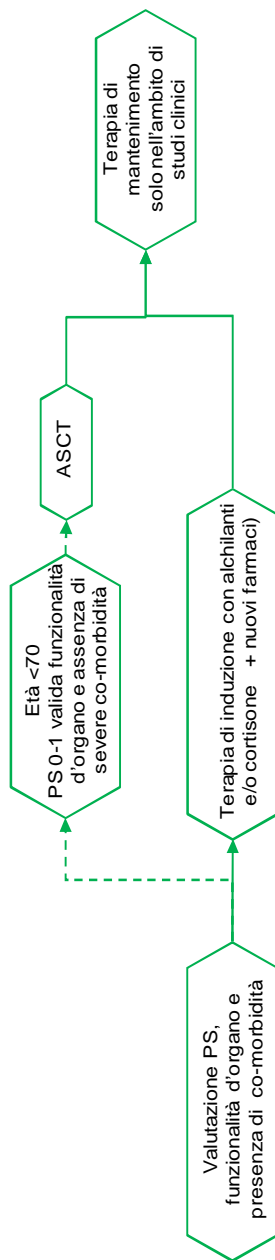 Valutazione PS,
funzionalità d'organo e
presenza di co-morbidità
Età <70
PS 0-1 valida funzionalità
d'organo e assenza di
severe co-morbidità
ASCT
Terapia di induzione con alchilanti
e/o cortisone + nuovi farmaci)
Terapia di
mantenimento
solo nell'ambito di
studi clinici